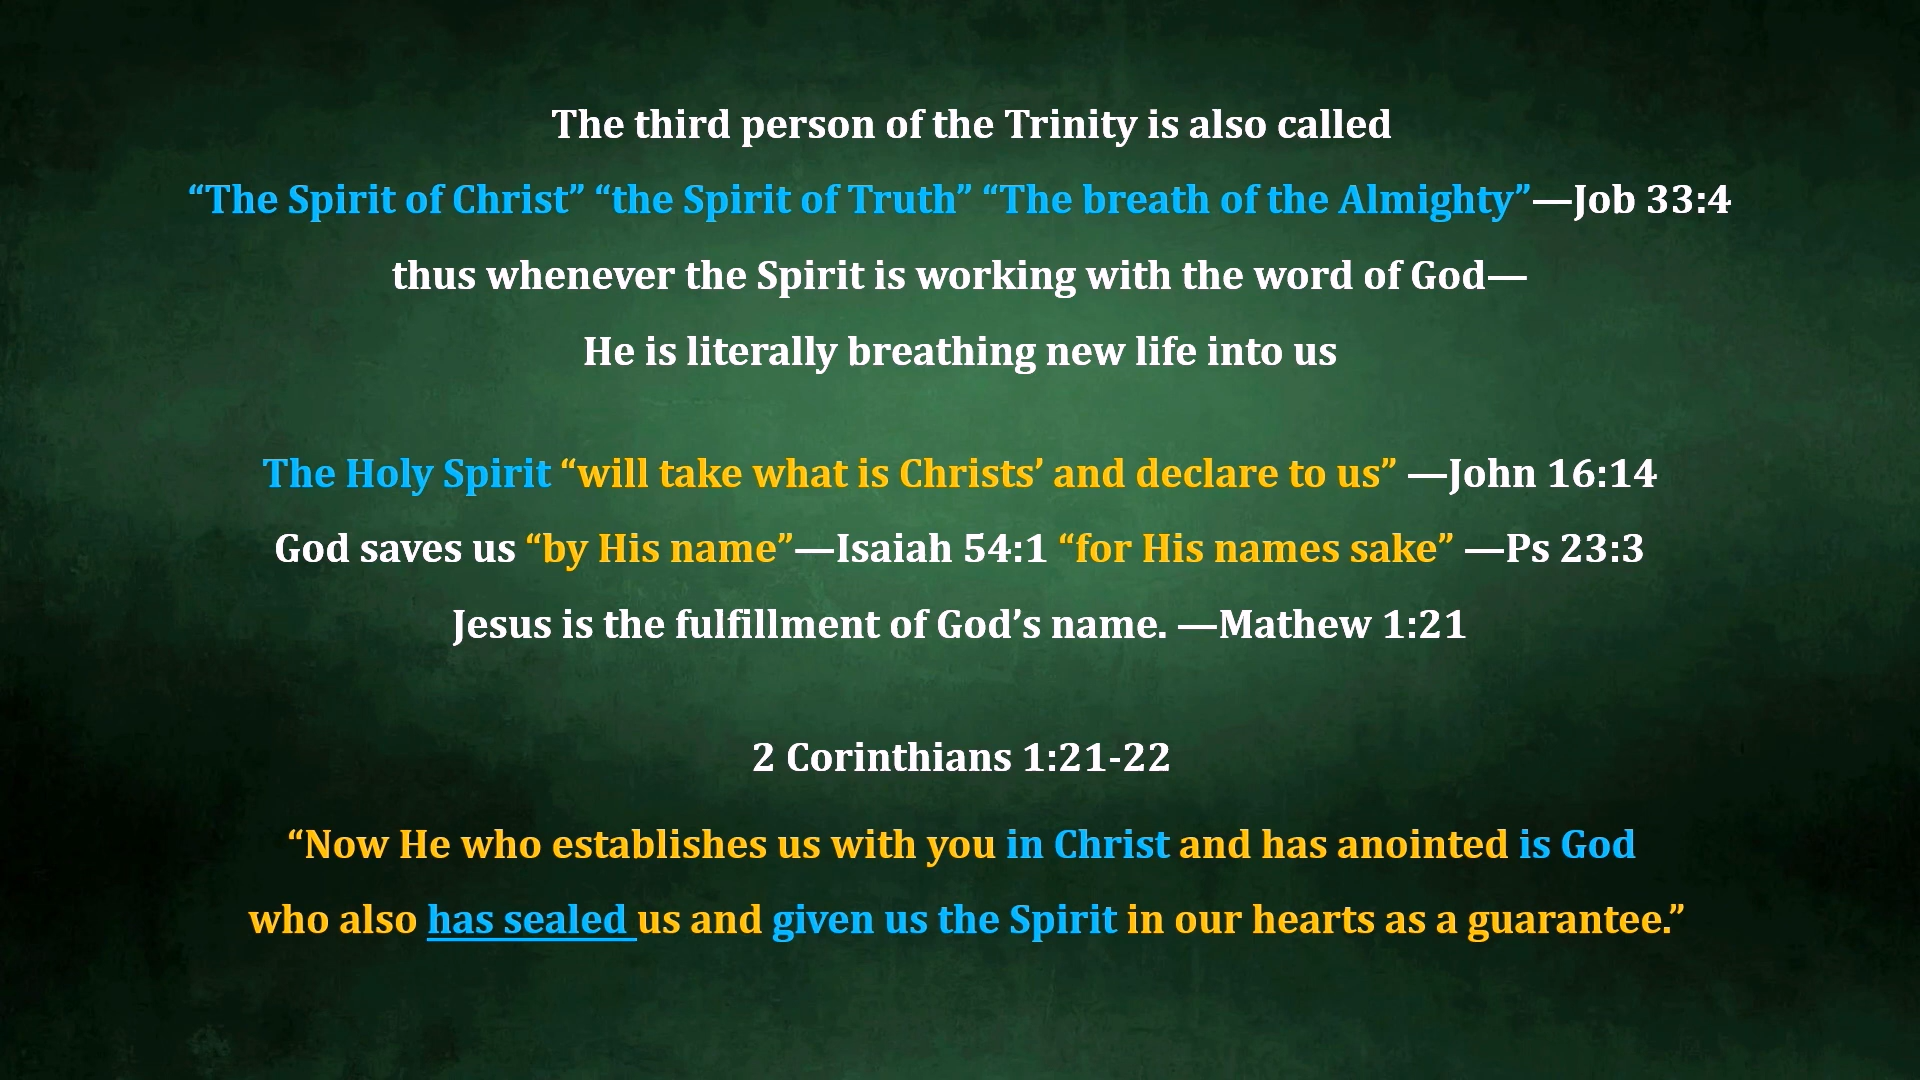 The third person of the Trinity is also called
“The Spirit of Christ” “the Spirit of Truth” “The breath of the Almighty”—Job 33:4
thus whenever the Spirit is working with the word of God—
He is literally breathing new life into us
The Holy Spirit “will take what is Christs’ and declare to us” —John 16:14
God saves us “by His name”—Isaiah 54:1 “for His names sake” —Ps 23:3
Jesus is the fulfillment of God’s name. —Mathew 1:21
2 Corinthians 1:21-22
“Now He who establishes us with you in Christ and has anointed is God
who also has sealed us and given us the Spirit in our hearts as a guarantee.”